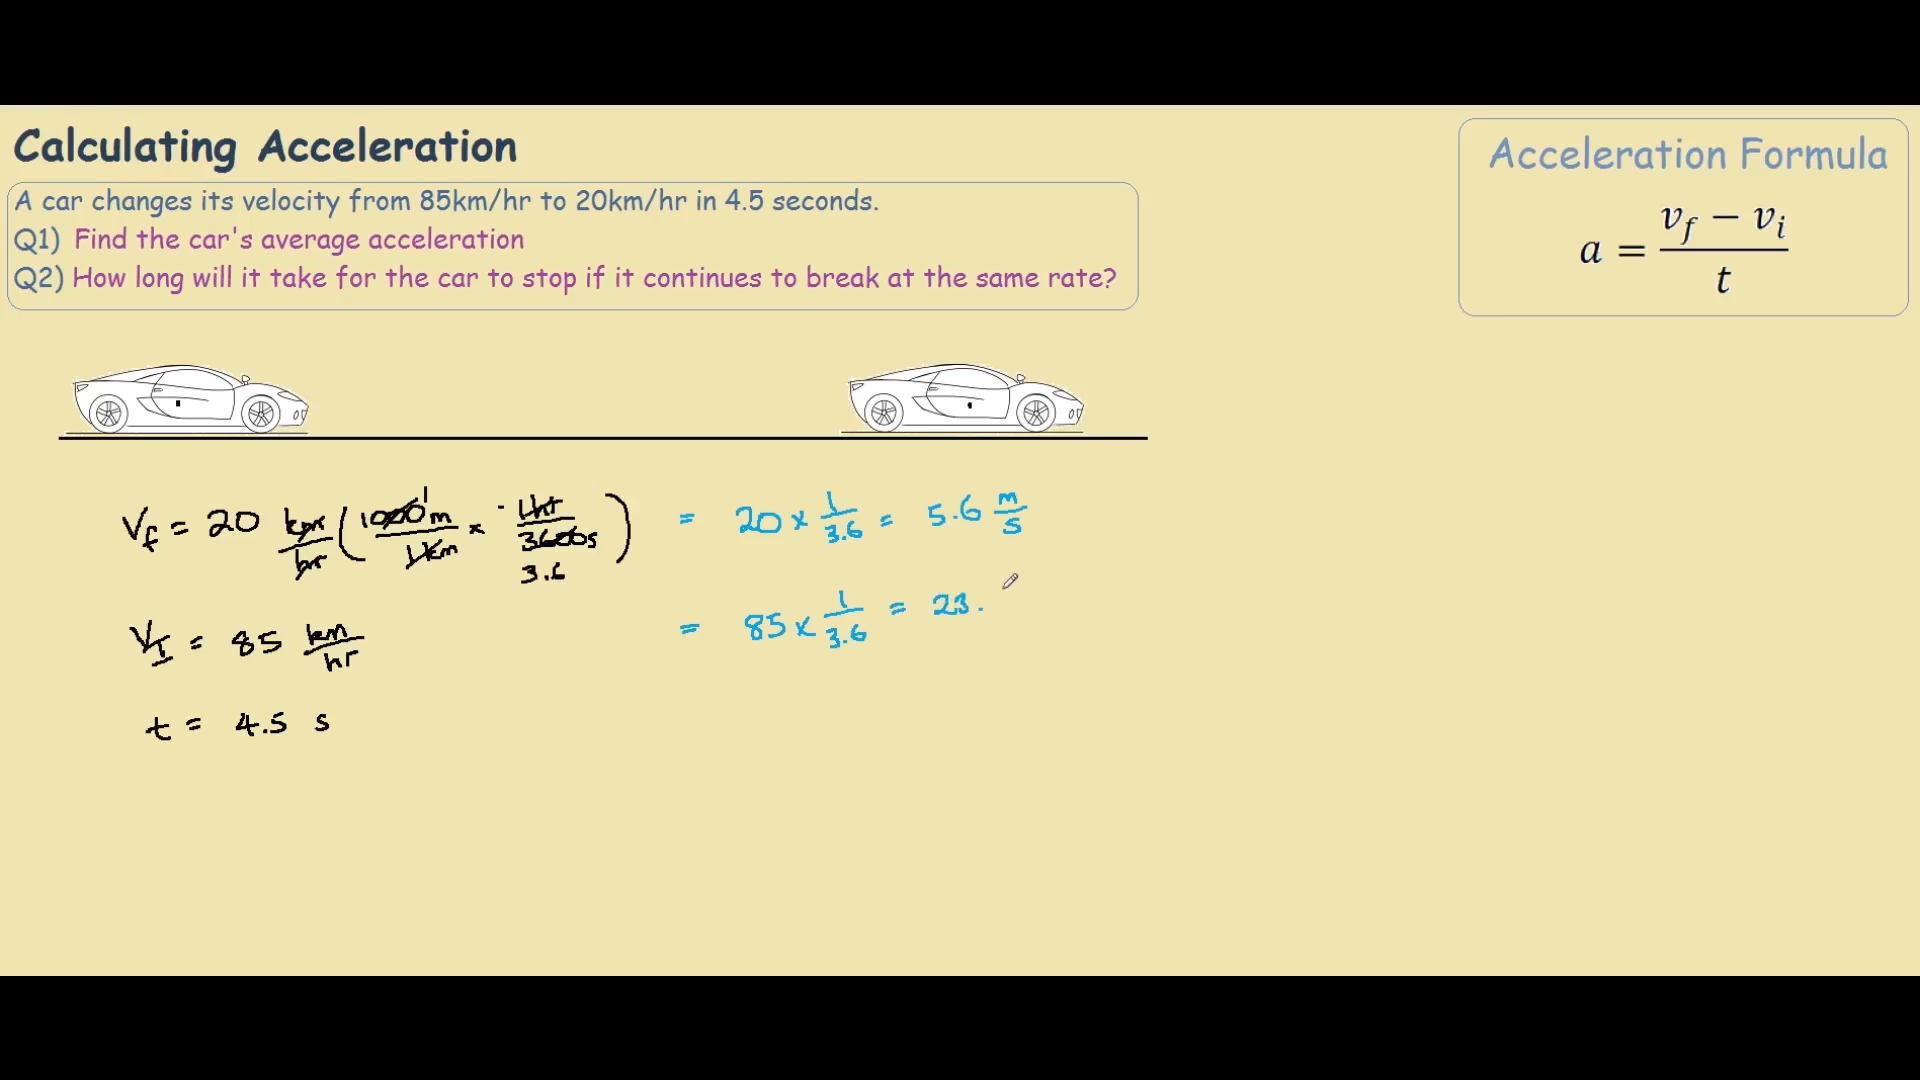 Calculating Acceleration
A car changes its velocity from 85km/hr to 20km/hr in 4.5 seconds.
Q1) Find the car's average acceleration
Q2) How long will it take for the car to stop if it continues to break at the same rate?
Acceleration Formula
a = (v_f − v_i)/t
V_f = 20 km/hr (1000 1 m/1km × 1hr/3600s 3.6) = 20 × 1/3.6 = 5.6 m/s
V_I = 85 km/hr = 85 × 1/3.6 = 23.
t = 4.5 s